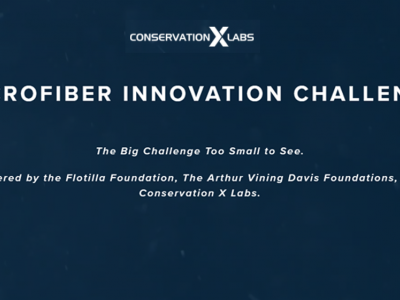 CONSERVATION X LABS
ROFIBER INNOVATION CHALLEN
The Big Challenge Too Small to See.
ered by the Flotilla Foundation, The Arthur Vining Davis Foundations,
Conservation X Labs.